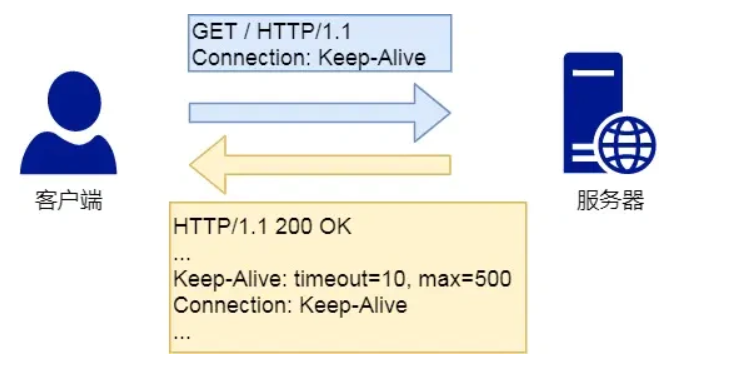 GET / HTTP/1.1
Connection: Keep-Alive
客户端
服务器
HTTP/1.1 200 OK
...
Keep-Alive: timeout=10, max=500
Connection: Keep-Alive
...